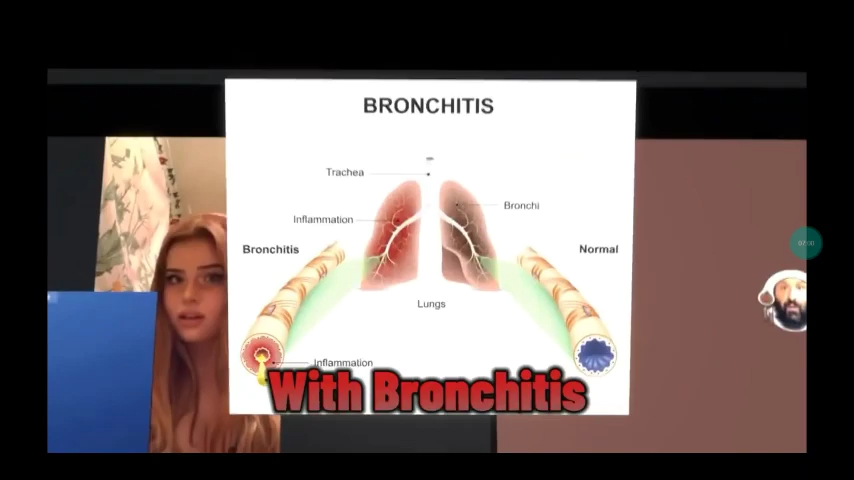 BRONCHITIS
Trachea
Inflammation
Bronchi
Bronchitis
Normal
Lungs
Inflammation
With Bronchitis